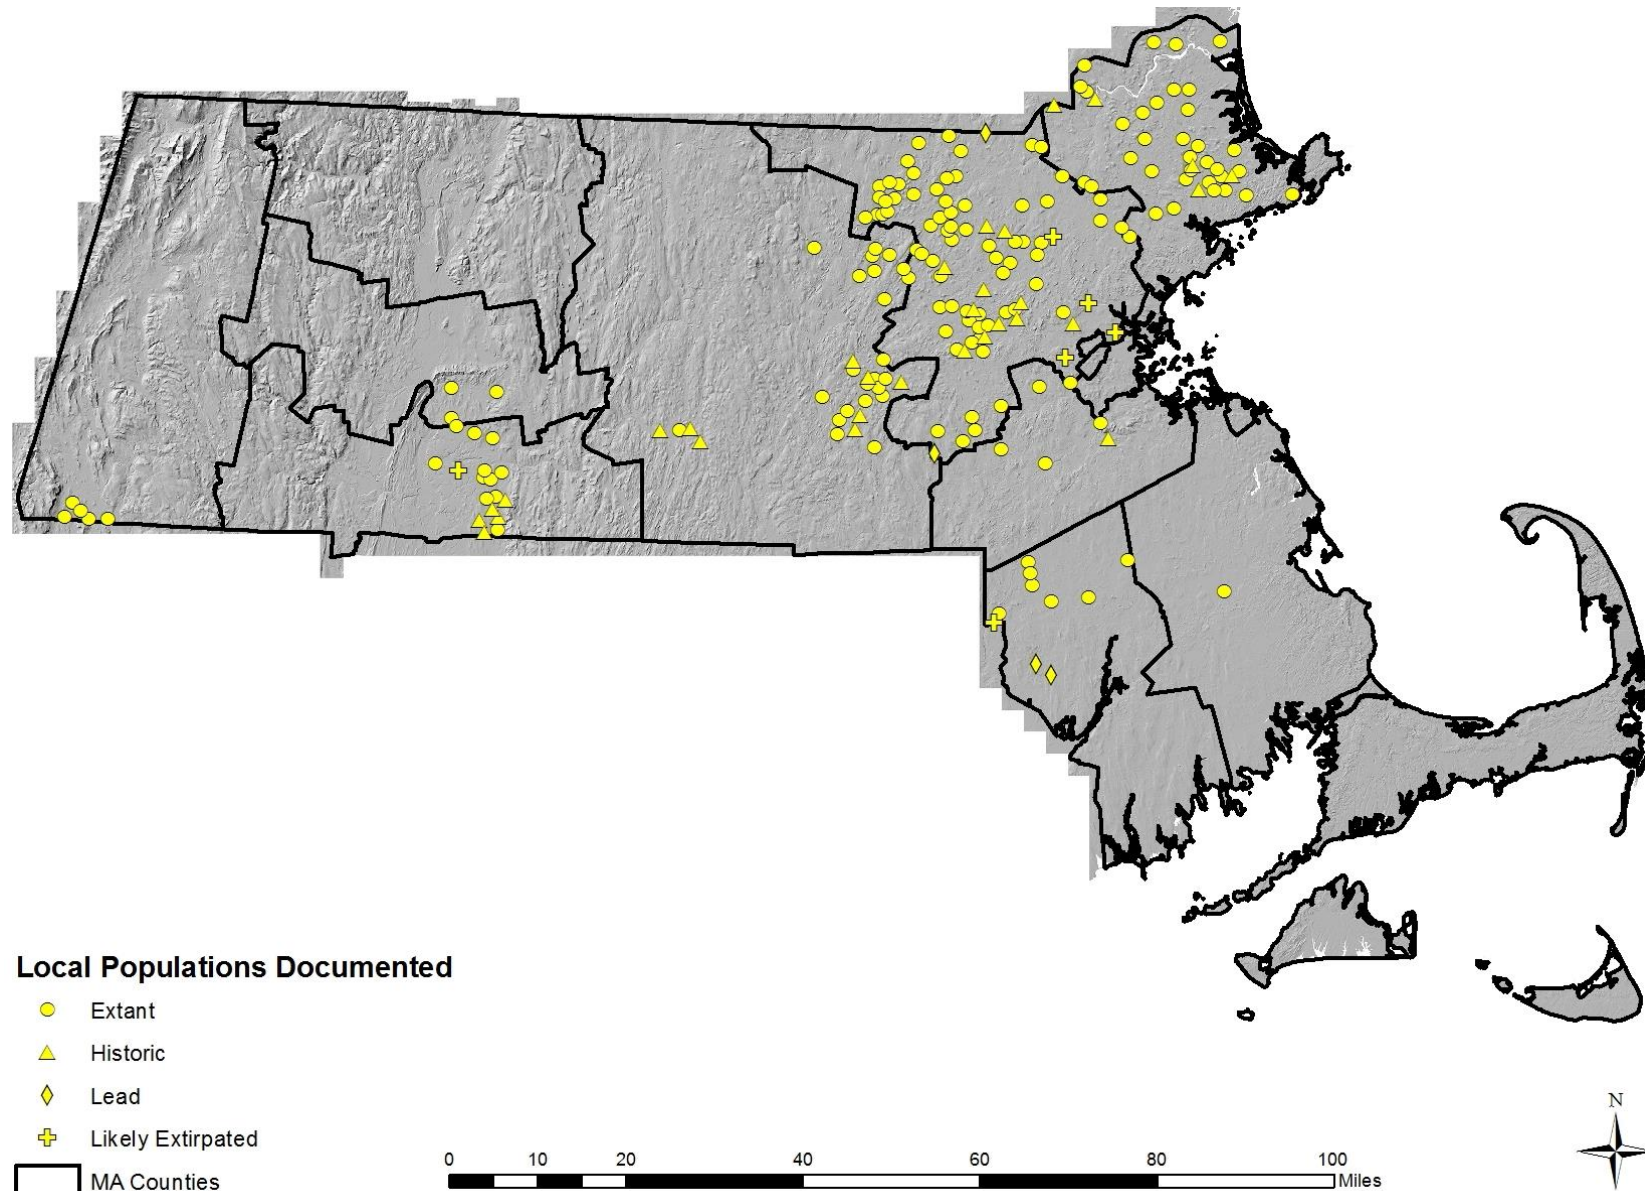 Local Populations Documented
Extant
Historic
Lead
Likely Extirpated
MA Counties
0 10 20 40 60 80 100
Miles
N